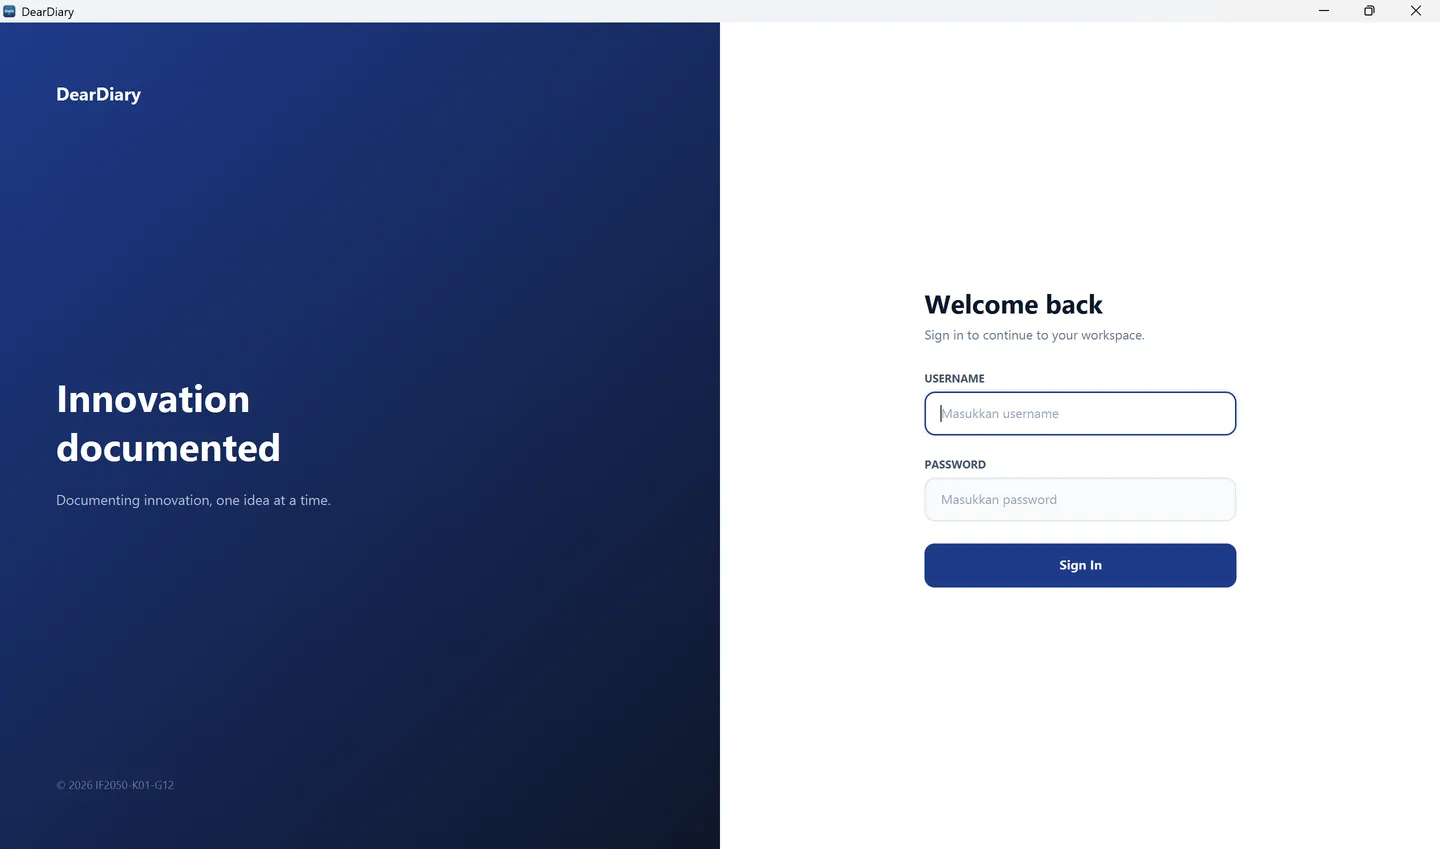 DearDiary
DearDiary
Innovation
documented
Documenting innovation, one idea at a time.
© 2026 IF2050-K01-G12
Welcome back
Sign in to continue to your workspace.
USERNAME
Masukkan username
PASSWORD
Masukkan password
Sign In